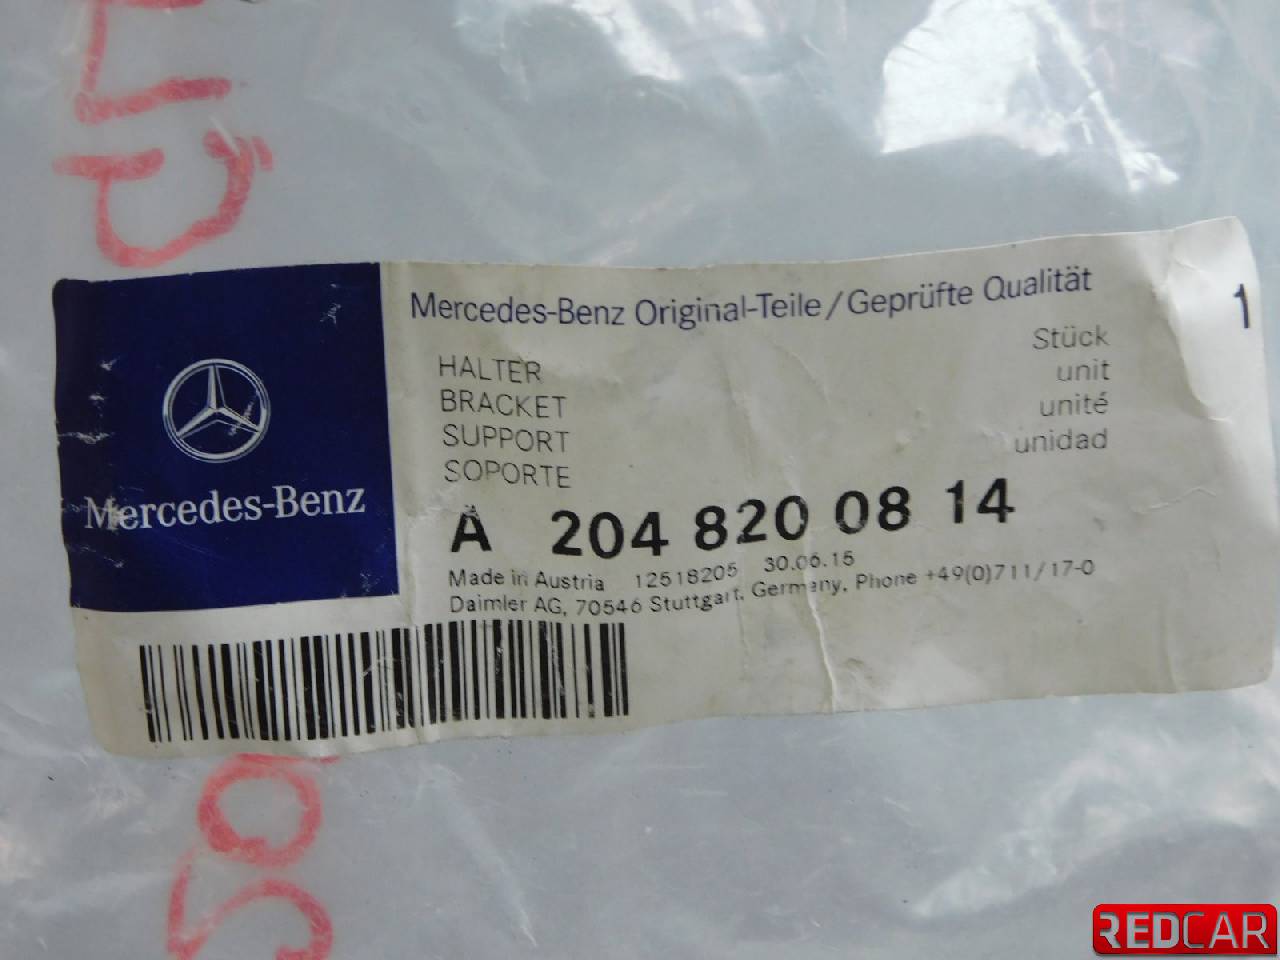 Mercedes-Benz Original-Teile/Geprüfte Qualität
1
HALTER
Stück
BRACKET
unit
SUPPORT
unité
SOPORTE
unidad
Mercedes-Benz
A 204 820 08 14
Made in Austria 12518205 30.06.15
Daimler AG, 70546 Stuttgart, Germany, Phone +49(0)711/17-0
REDCAR